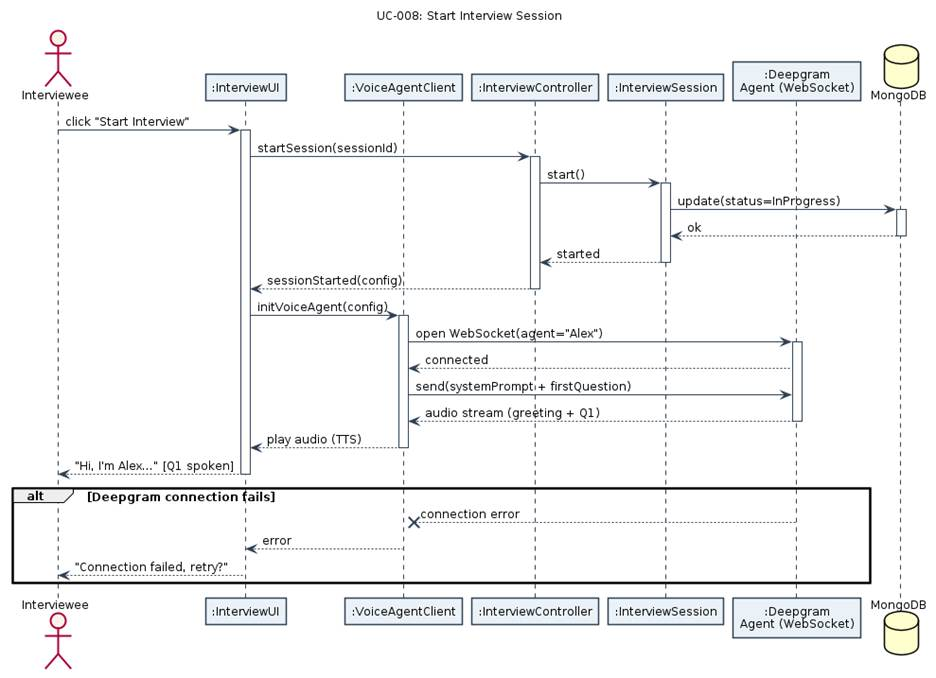 UC-008: Start Interview Session
Interviewee
:InterviewUI
:VoiceAgentClient
:InterviewController
:InterviewSession
:Deepgram
Agent (WebSocket)
MongoDB
click "Start Interview"
startSession(sessionId)
start()
update(status=InProgress)
ok
started
sessionStarted(config)
initVoiceAgent(config)
open WebSocket(agent="Alex")
connected
send(systemPrompt + firstQuestion)
audio stream (greeting + Q1)
play audio (TTS)
"Hi, I'm Alex..." [Q1 spoken]
alt
[Deepgram connection fails]
connection error
error
"Connection failed, retry?"
Interviewee
:InterviewUI
:VoiceAgentClient
:InterviewController
:InterviewSession
:Deepgram
Agent (WebSocket)
MongoDB